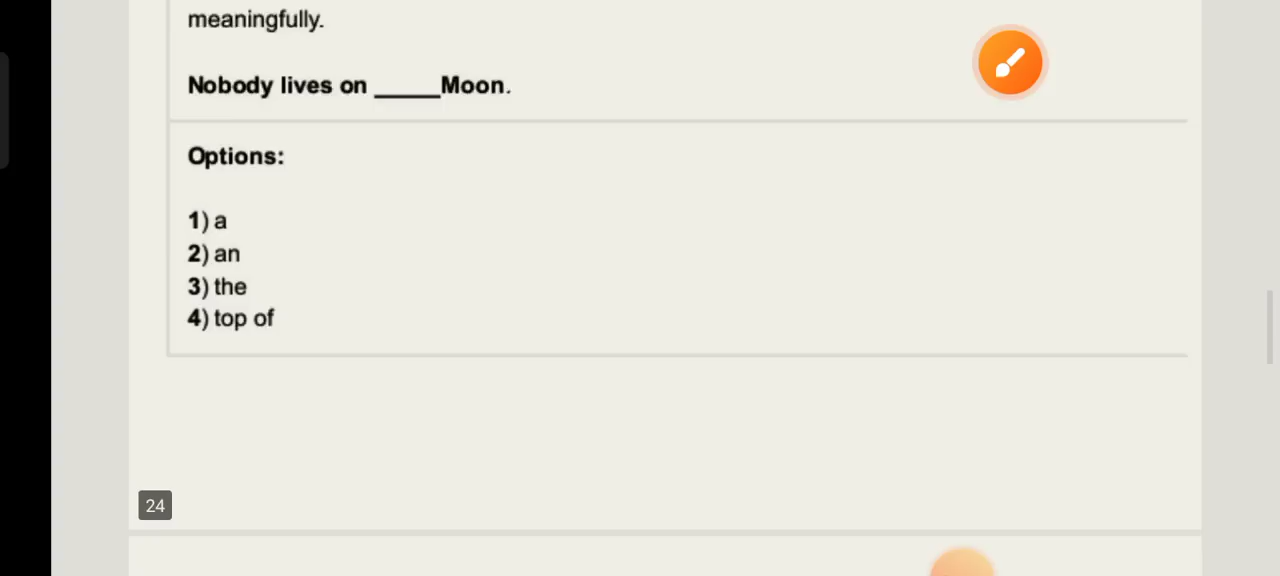 meaningfully.
Nobody lives on _____Moon.
Options:
1) a
2) an
3) the
4) top of
24